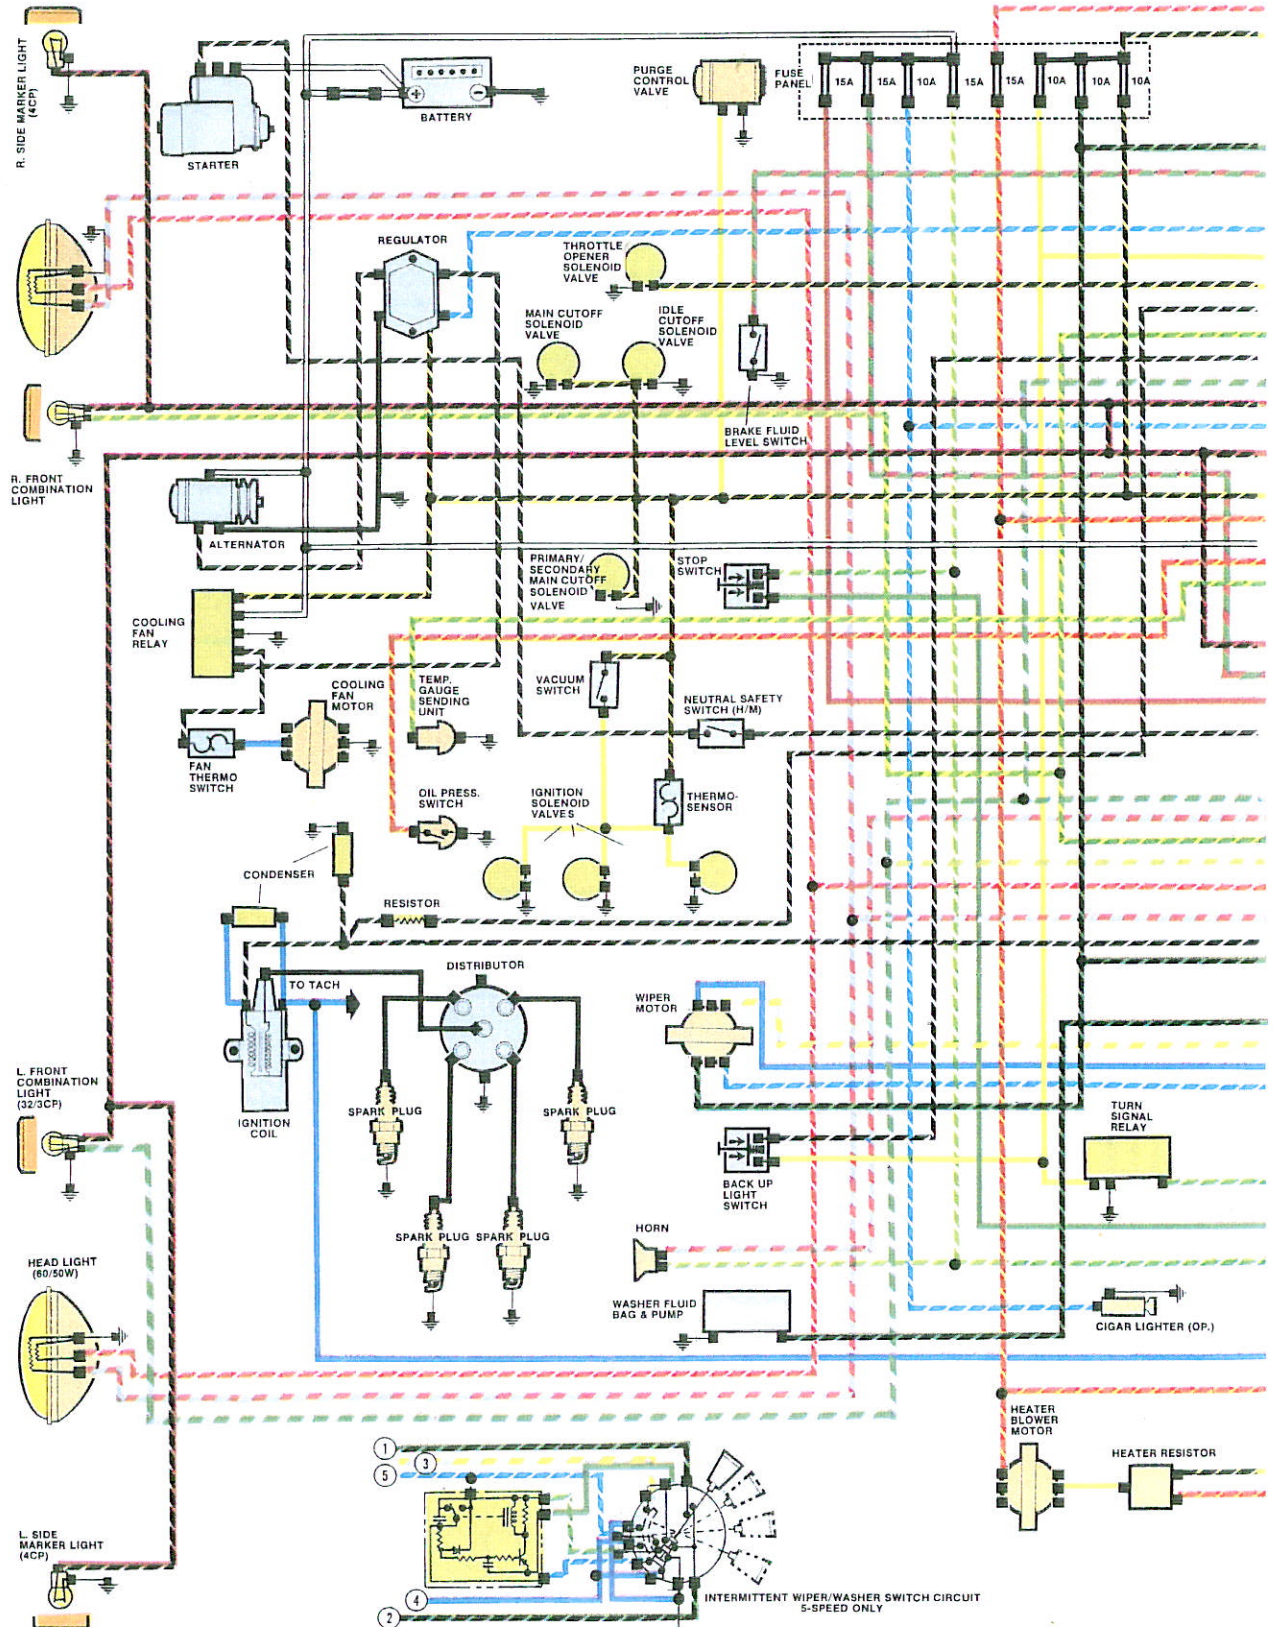 R. SIDE MARKER LIGHT
(4CP)
STARTER
BATTERY
PURGE
CONTROL
VALVE
FUSE
PANEL
15A
15A
10A
15A
15A
10A
10A
10A
REGULATOR
THROTTLE
OPENER
SOLENOID
VALVE
MAIN CUTOFF
SOLENOID
VALVE
IDLE
CUTOFF
SOLENOID
VALVE
BRAKE FLUID
LEVEL SWITCH
R. FRONT
COMBINATION
LIGHT
ALTERNATOR
PRIMARY/
SECONDARY
MAIN CUTOFF
SOLENOID
VALVE
STOP
SWITCH
COOLING
FAN
RELAY
COOLING
FAN
MOTOR
TEMP.
GAUGE
SENDING
UNIT
VACUUM
SWITCH
NEUTRAL SAFETY
SWITCH (H/M)
FAN
THERMO
SWITCH
OIL PRESS.
SWITCH
IGNITION
SOLENOID
VALVES
THERMO-
SENSOR
CONDENSER
RESISTOR
TO TACH
DISTRIBUTOR
WIPER
MOTOR
L. FRONT
COMBINATION
LIGHT
(32/3CP)
IGNITION
COIL
SPARK PLUG
SPARK PLUG
TURN
SIGNAL
RELAY
BACK UP
LIGHT
SWITCH
SPARK PLUG
SPARK PLUG
HORN
HEAD LIGHT
(60/50W)
WASHER FLUID
BAG & PUMP
CIGAR LIGHTER (OP.)
HEATER
BLOWER
MOTOR
HEATER RESISTOR
1
3
5
L. SIDE
MARKER LIGHT
(4CP)
4
2
INTERMITTENT WIPER/WASHER SWITCH CIRCUIT
5-SPEED ONLY